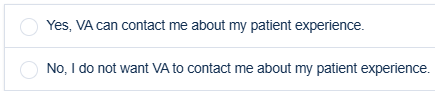 Yes, VA can contact me about my patient experience.
No, I do not want VA to contact me about my patient experience.